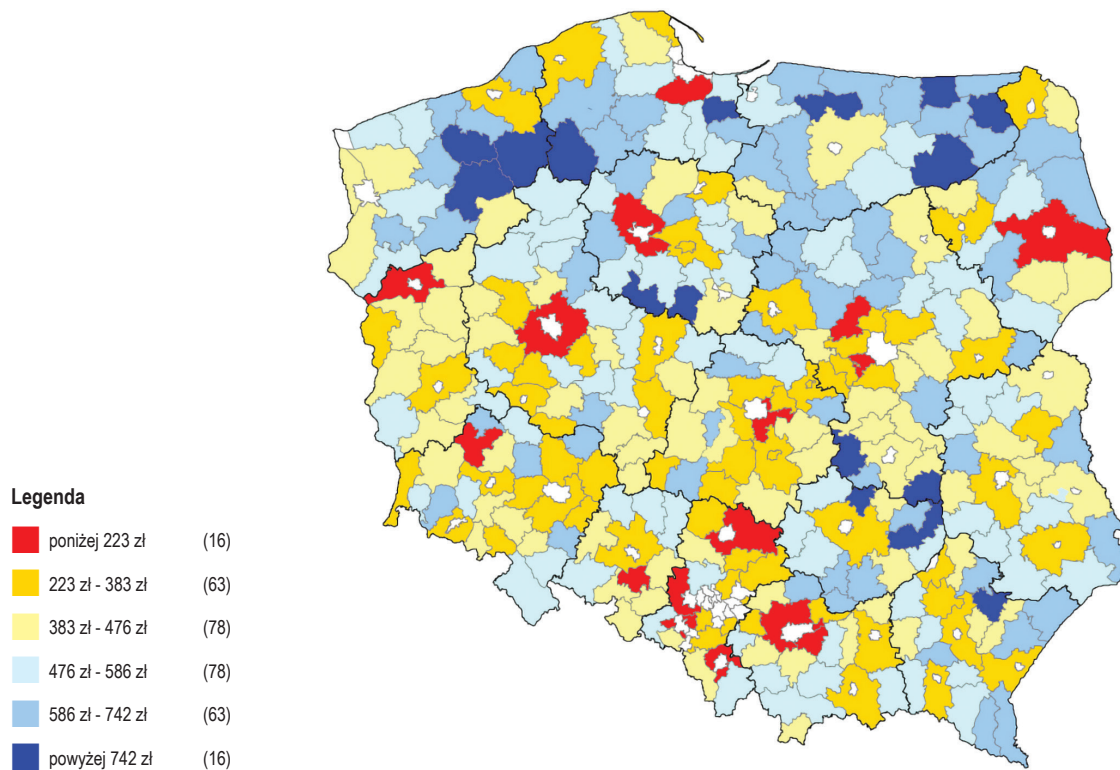 Legenda
poniżej 223 zł (16)
223 zł - 383 zł (63)
383 zł - 476 zł (78)
476 zł - 586 zł (78)
586 zł - 742 zł (63)
powyżej 742 zł (16)